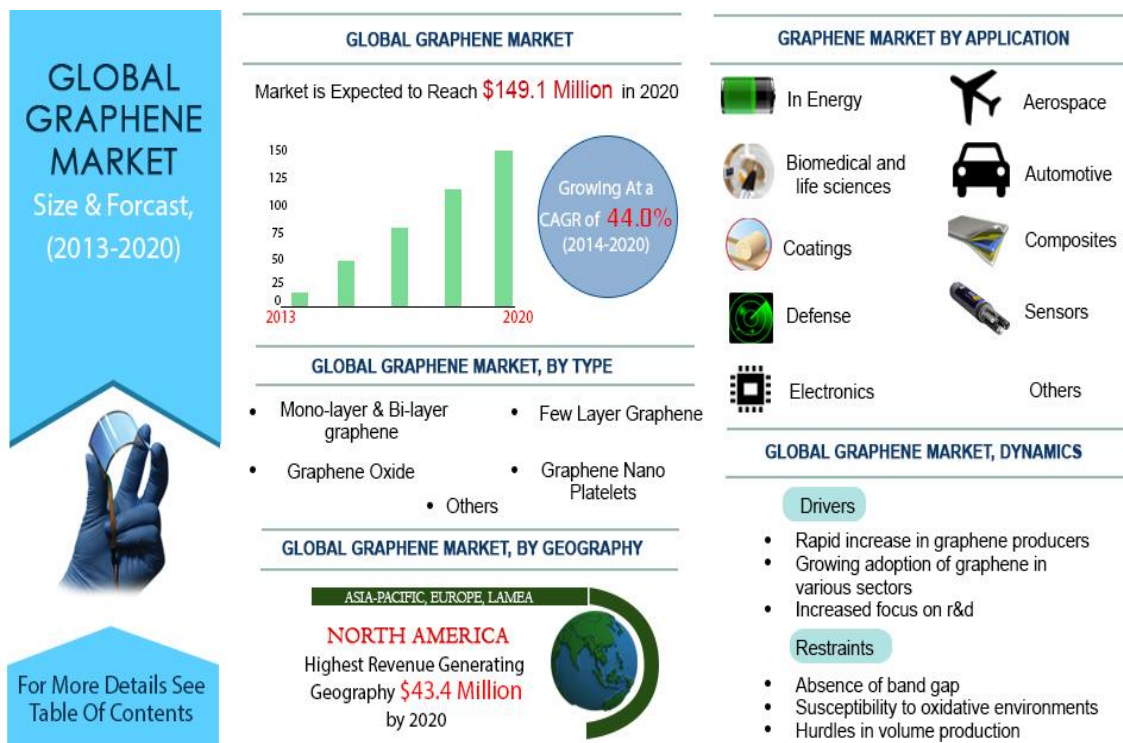 GLOBAL
GRAPHENE
MARKET
Size & Forcast,
(2013-2020)
For More Details See
Table Of Contents
GLOBAL GRAPHENE MARKET
Market is Expected to Reach $149.1 Million in 2020
150
125
100
75
50
25
0
2013
2020
Growing At a
CAGR of 44.0%
(2014-2020)
GLOBAL GRAPHENE MARKET, BY TYPE
• Mono-layer & Bi-layer
graphene
• Few Layer Graphene
• Graphene Oxide
• Graphene Nano
Platelets
• Others
GLOBAL GRAPHENE MARKET, BY GEOGRAPHY
ASIA-PACIFIC, EUROPE, LAMEA
NORTH AMERICA
Highest Revenue Generating
Geography $43.4 Million
by 2020
GRAPHENE MARKET BY APPLICATION
In Energy
Aerospace
Biomedical and
life sciences
Automotive
Coatings
Composites
Defense
Sensors
Electronics
Others
GLOBAL GRAPHENE MARKET, DYNAMICS
Drivers
• Rapid increase in graphene producers
• Growing adoption of graphene in
various sectors
• Increased focus on r&d
Restraints
• Absence of band gap
• Susceptibility to oxidative environments
• Hurdles in volume production